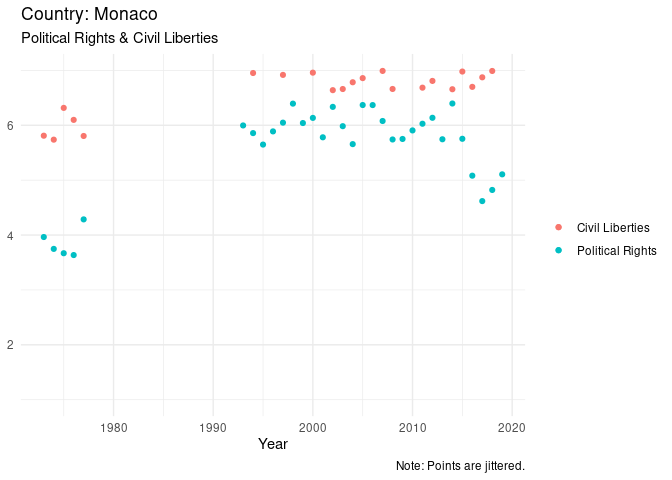 Country: Monaco
Political Rights & Civil Liberties
6
4
2
Civil Liberties
Political Rights
1980 1990 2000 2010 2020
Year
Note: Points are jittered.